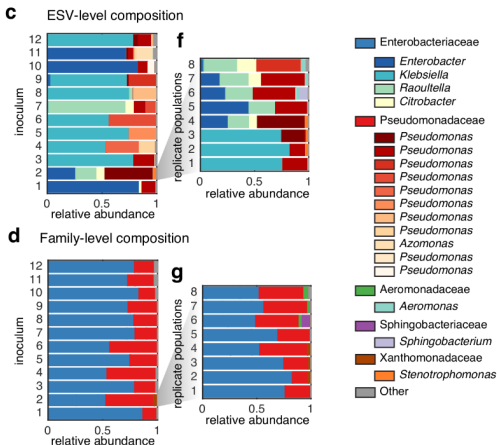 c ESV-level composition
12
11
10
9
8
7
6
5
4
3
2
1
inoculum
0 0.5 1
relative abundance
f
8
7
6
5
4
3
2
1
replicate populations
0 0.5 1
relative abundance
d Family-level composition
12
11
10
9
8
7
6
5
4
3
2
1
inoculum
0 0.5 1
relative abundance
g
8
7
6
5
4
3
2
1
replicate populations
0 0.5 1
relative abundance
Enterobacteriaceae
Enterobacter
Klebsiella
Raoultella
Citrobacter
Pseudomonadaceae
Pseudomonas
Pseudomonas
Pseudomonas
Pseudomonas
Pseudomonas
Pseudomonas
Pseudomonas
Pseudomonas
Azomonas
Pseudomonas
Pseudomonas
Aeromonadaceae
Aeromonas
Sphingobacteriaceae
Sphingobacterium
Xanthomonadaceae
Stenotrophomonas
Other